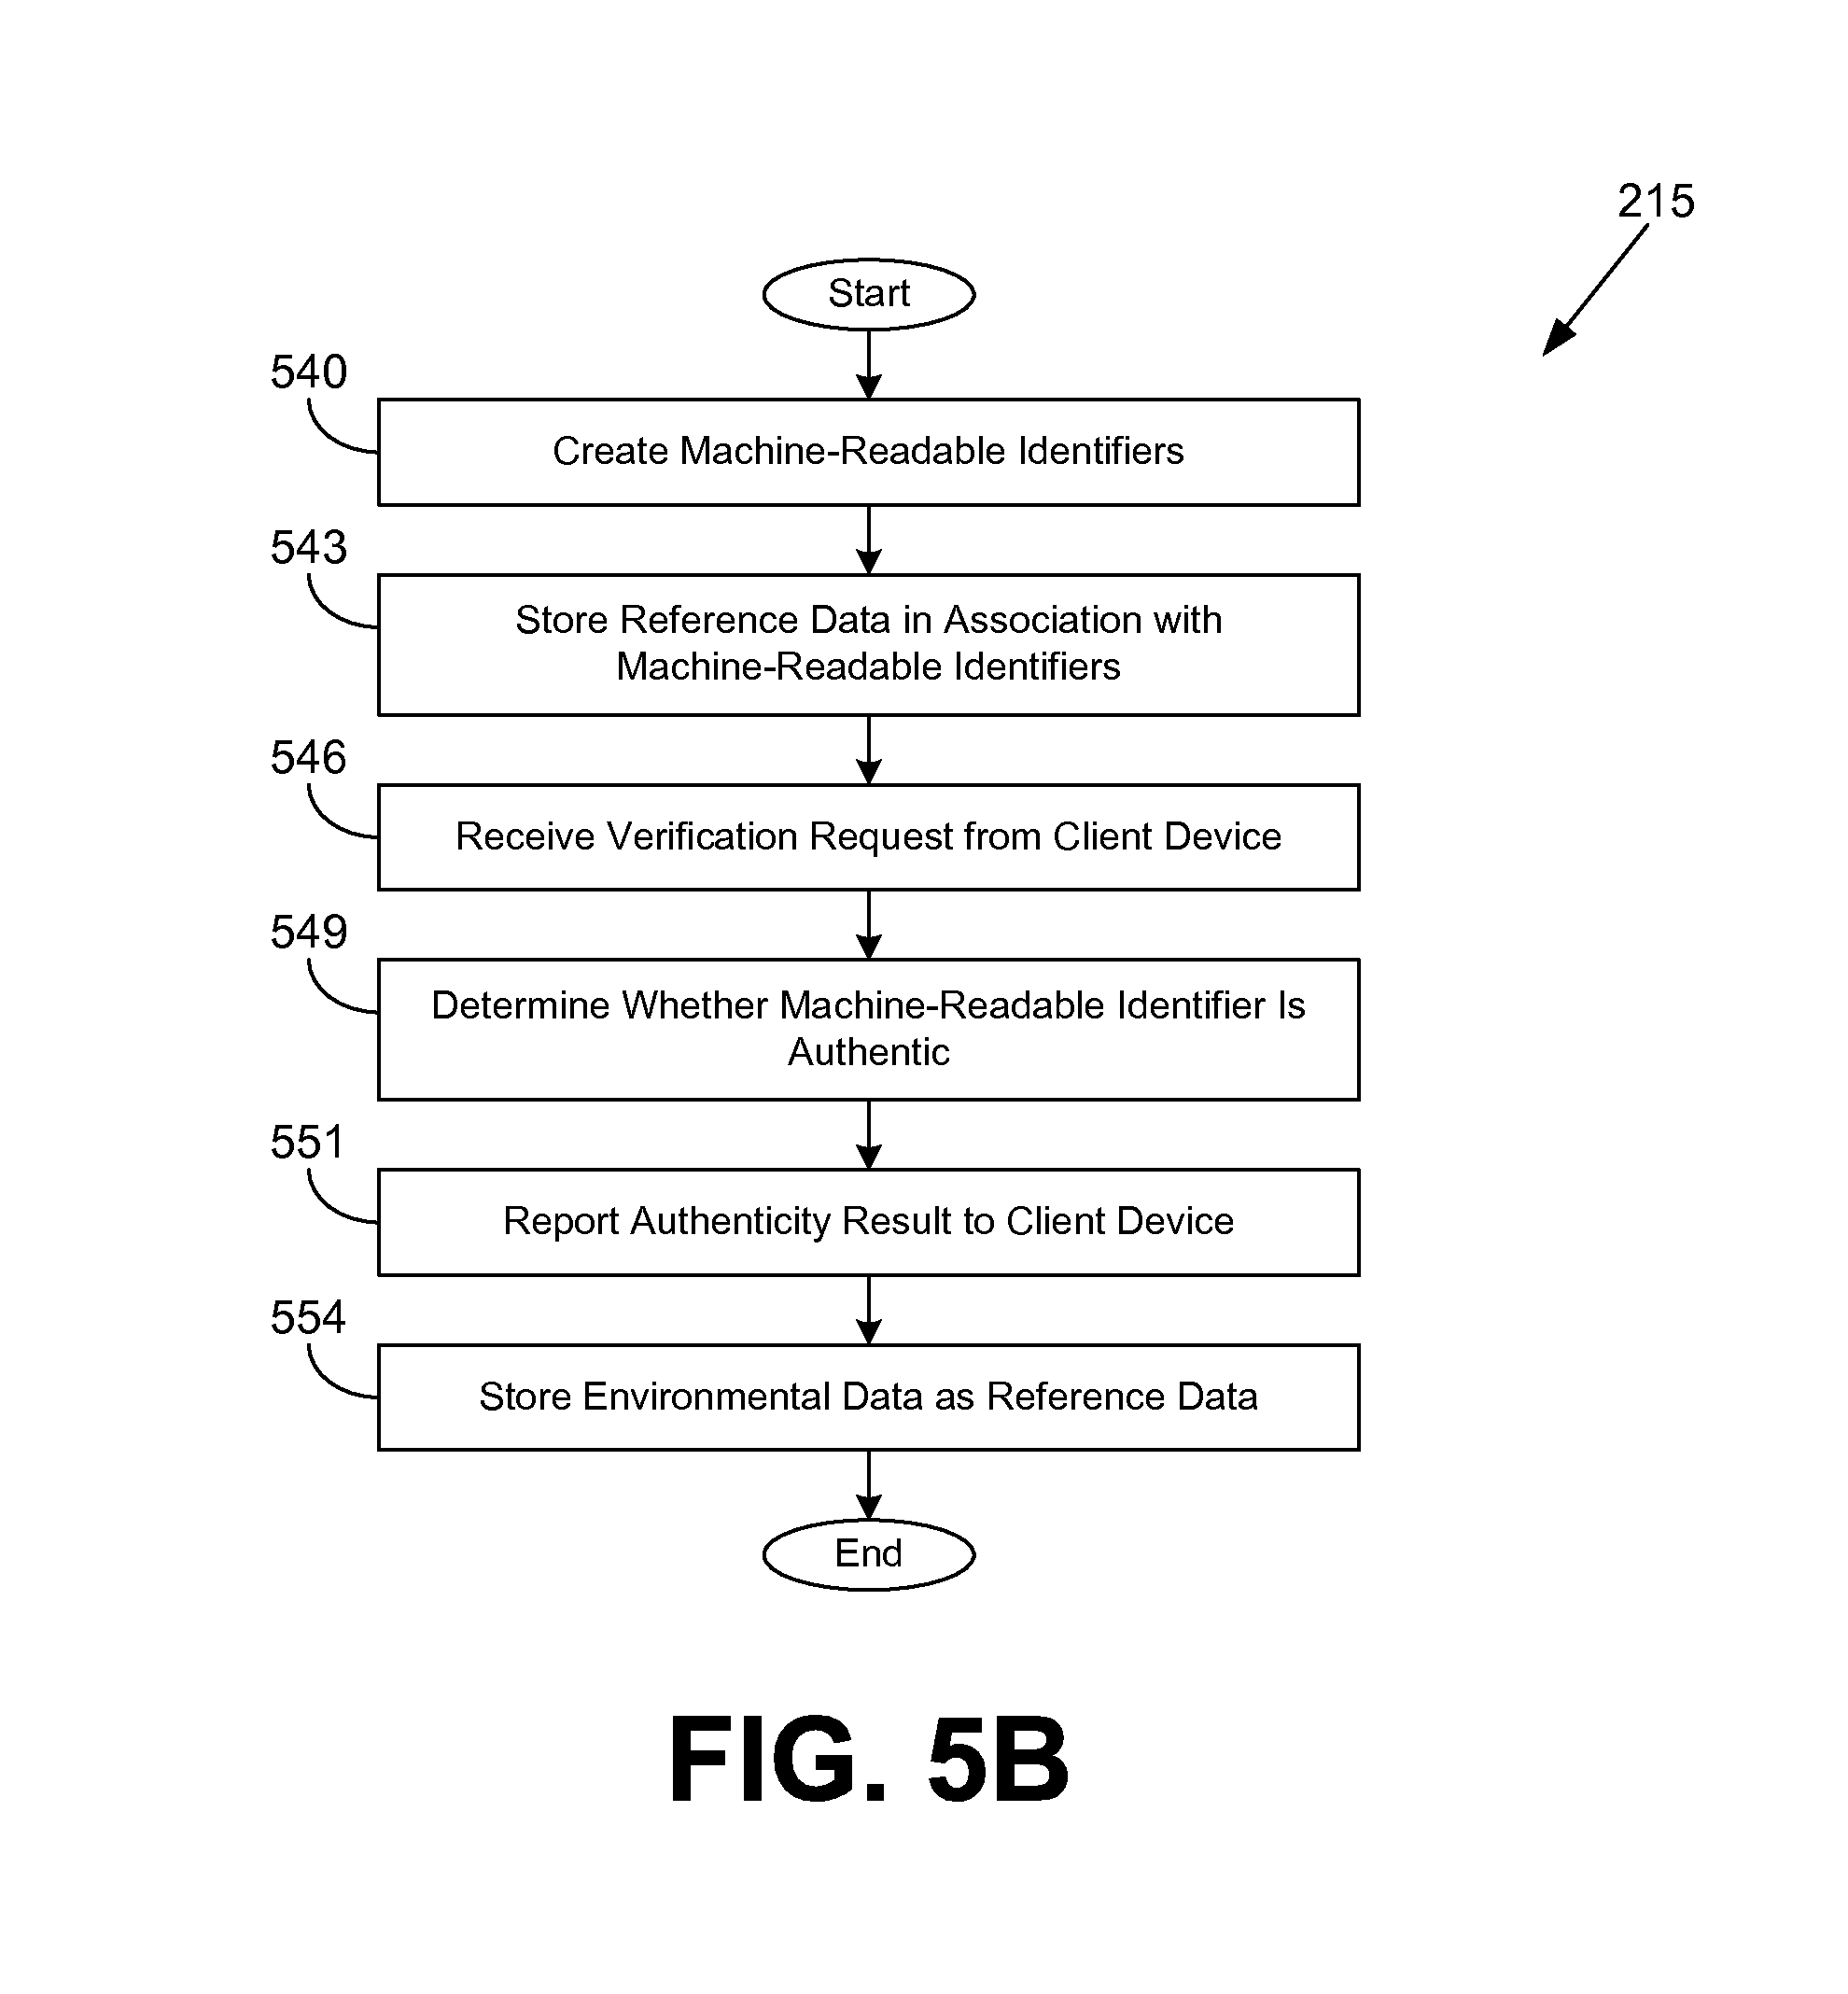 215
Start
540
Create Machine-Readable Identifiers
543
Store Reference Data in Association with
Machine-Readable Identifiers
546
Receive Verification Request from Client Device
549
Determine Whether Machine-Readable Identifier Is
Authentic
551
Report Authenticity Result to Client Device
554
Store Environmental Data as Reference Data
End
FIG. 5B